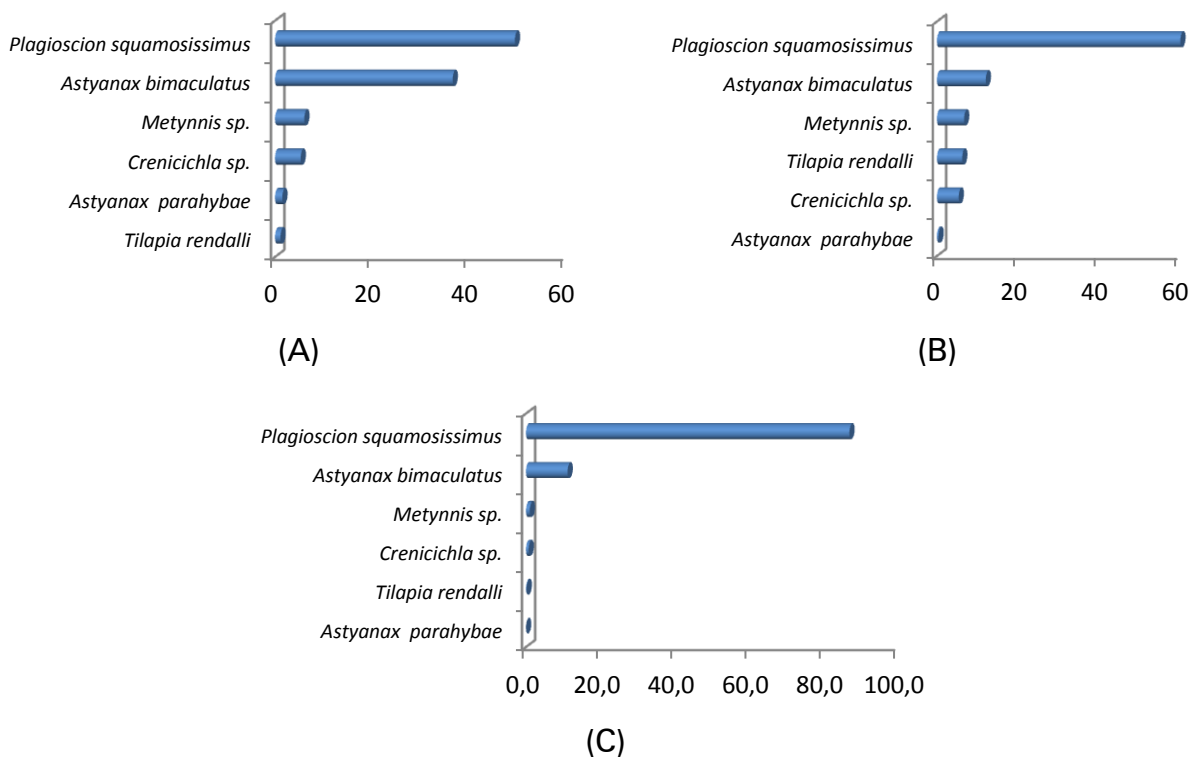 Plagioscion squamosissimus
Astyanax bimaculatus
Metynnis sp.
Crenicichla sp.
Astyanax parahybae
Tilapia rendalli
0 20 40 60
(A)
Plagioscion squamosissimus
Astyanax bimaculatus
Metynnis sp.
Tilapia rendalli
Crenicichla sp.
Astyanax parahybae
0 20 40 60
(B)
Plagioscion squamosissimus
Astyanax bimaculatus
Metynnis sp.
Crenicichla sp.
Tilapia rendalli
Astyanax parahybae
0,0 20,0 40,0 60,0 80,0 100,0
(C)